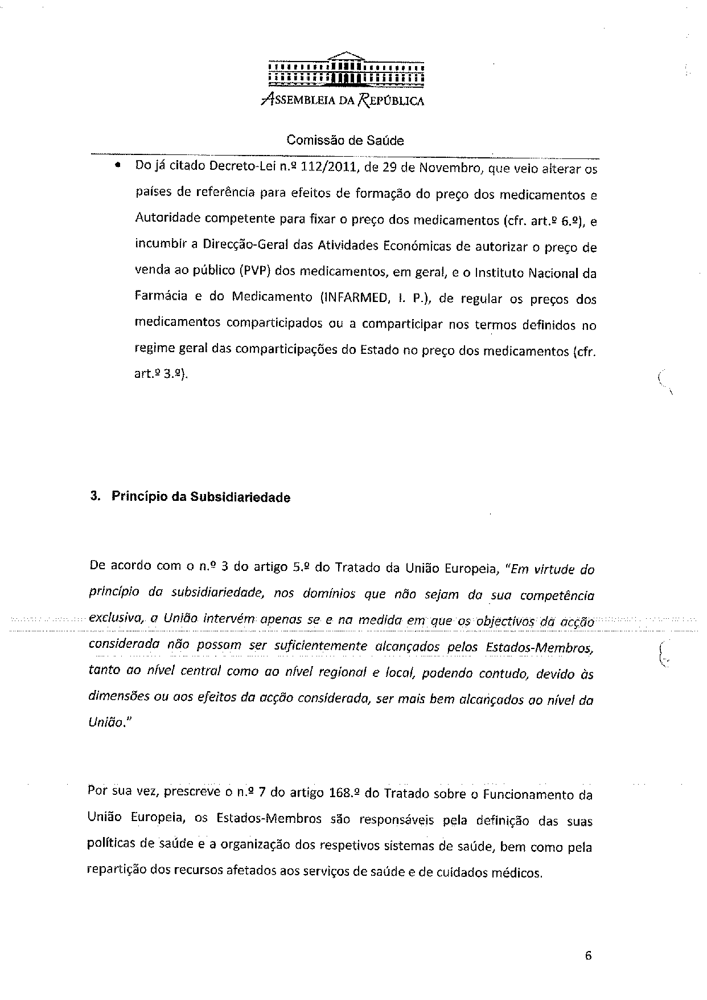 ASSEMBLEIA DA REPÚBLICA
Comissão de Saúde
• Do já citado Decreto-Lei n.º 112/2011, de 29 de Novembro, que veio alterar os
países de referência para efeitos de formação do preço dos medicamentos e
Autoridade competente para fixar o preço dos medicamentos (cfr. art.º 6.º), e
incumbir a Direcção-Geral das Atividades Económicas de autorizar o preço de
venda ao público (PVP) dos medicamentos, em geral, e o Instituto Nacional da
Farmácia e do Medicamento (INFARMED, I. P.), de regular os preços dos
medicamentos comparticipados ou a comparticipar nos termos definidos no
regime geral das comparticipações do Estado no preço dos medicamentos (cfr.
art.º 3.º).
3. Princípio da Subsidiariedade
De acordo com o n.º 3 do artigo 5.º do Tratado da União Europeia, "Em virtude do
princípio da subsidiariedade, nos domínios que não sejam da sua competência
exclusiva, a União intervém apenas se e na medida em que os objectivos da acção
considerada não possam ser suficientemente alcançados pelos Estados-Membros,
tanto ao nível central como ao nível regional e local, podendo contudo, devido às
dimensões ou aos efeitos da acção considerada, ser mais bem alcançados ao nível da
União."
Por sua vez, prescreve o n.º 7 do artigo 168.º do Tratado sobre o Funcionamento da
União Europeia, os Estados-Membros são responsáveis pela definição das suas
políticas de saúde e a organização dos respetivos sistemas de saúde, bem como pela
repartição dos recursos afetados aos serviços de saúde e de cuidados médicos.
6